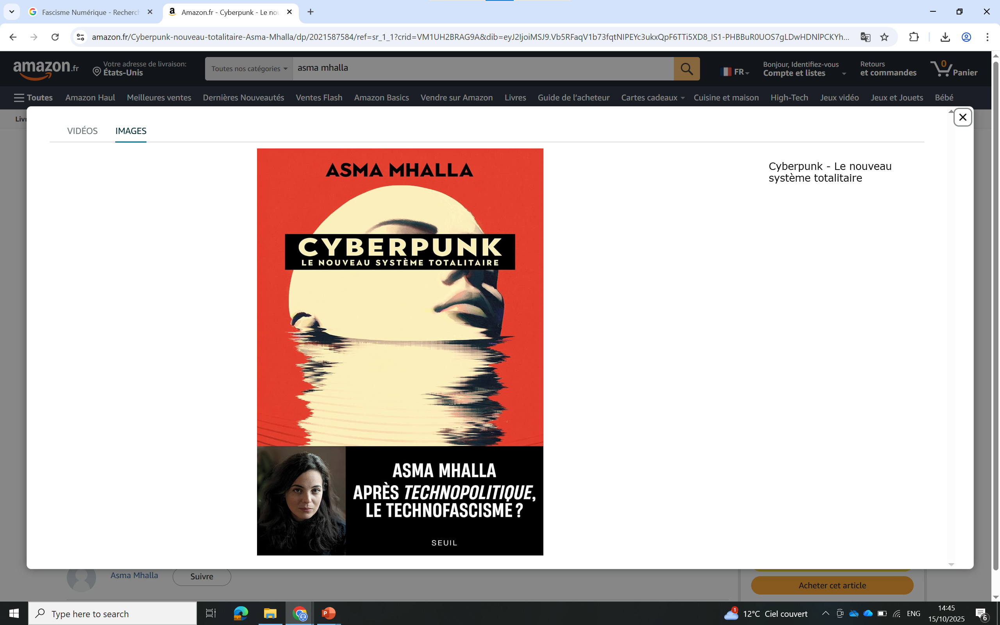 Fascisme Numérique - Recherch
Amazon.fr - Cyberpunk - Le nou
amazon.fr/Cyberpunk-nouveau-totalitaire-Asma-Mhalla/dp/2021587584/ref=sr_1_1?crid=VM1UH2BRAG9A&dib=eyJ2IjoiMSJ9.Vb5RFaqV1b73fqtNIPEYc3ukxQpF6TTi5XD8_lS1-PHBBuR0UOS7gLDwHDNlPCKYh...
amazon.fr
Votre adresse de livraison:
États-Unis
Toutes nos catégories
asma mhalla
FR
Bonjour, Identifiez-vous
Compte et listes
Retours
et commandes
0
Panier
Toutes
Amazon Haul
Meilleures ventes
Dernières Nouveautés
Ventes Flash
Amazon Basics
Vendre sur Amazon
Livres
Guide de l'acheteur
Cartes cadeaux
Cuisine et maison
High-Tech
Jeux vidéo
Jeux et Jouets
Bébé
Livr
VIDÉOS
IMAGES
ASMA MHALLA
CYBERPUNK
LE NOUVEAU SYSTÈME TOTALITAIRE
ASMA MHALLA
APRÈS TECHNOPOLITIQUE,
LE TECHNOFASCISME ?
SEUIL
Cyberpunk - Le nouveau
système totalitaire
Asma Mhalla
Suivre
Acheter cet article
Type here to search
1
12°C Ciel couvert
ENG
14:45
15/10/2025
6